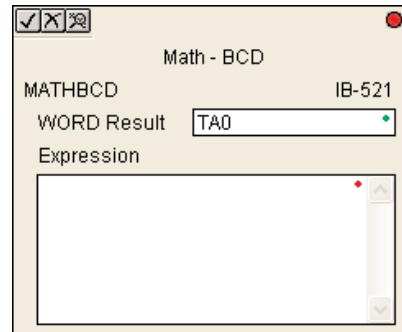 Math - BCD
MATHBCD IB-521
WORD Result TA0
Expression